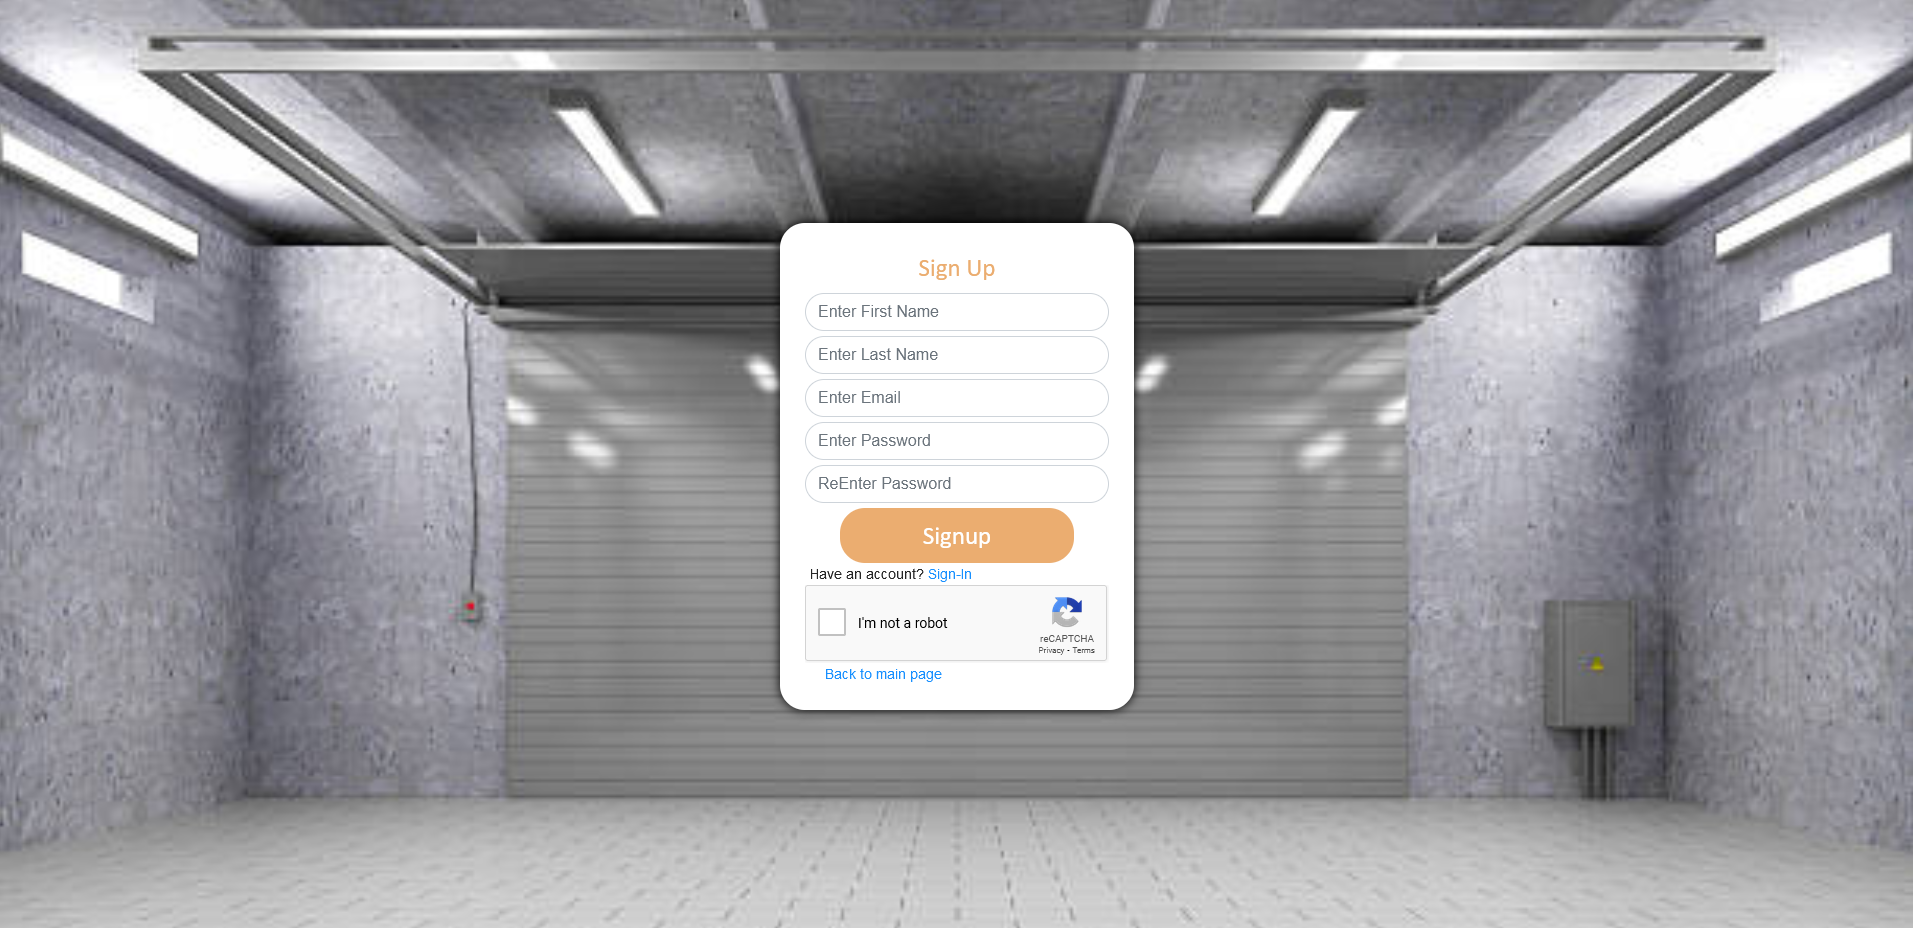 Sign Up
Enter First Name
Enter Last Name
Enter Email
Enter Password
ReEnter Password
Signup
Have an account? Sign-In
I'm not a robot
reCAPTCHA
Privacy - Terms
Back to main page